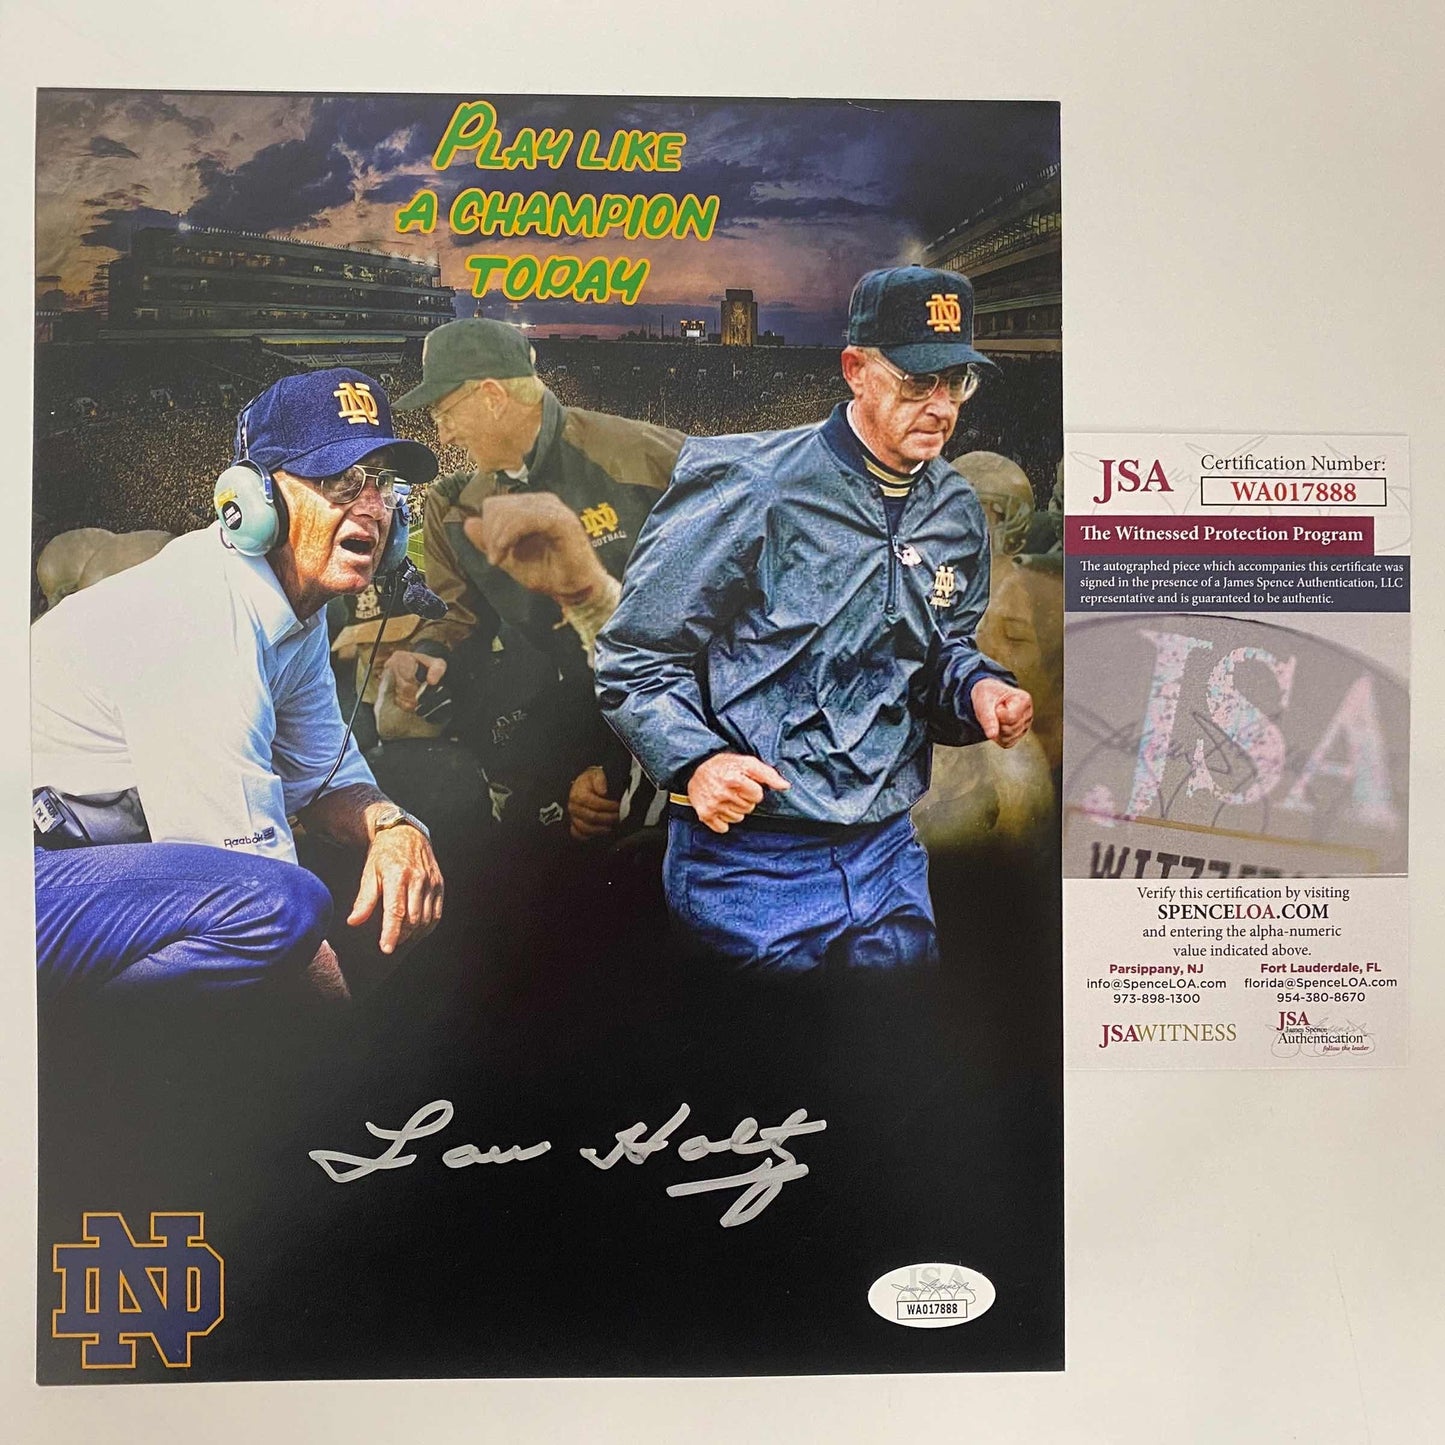 PLAY LIKE
A CHAMPION
TODAY
ND
ND
ND
FOOTBALL
ND
Reebok
Lou Holtz
ND
JSA
WA017888
JSA
Certification Number:
WA017888
The Witnessed Protection Program
The autographed piece which accompanies this certificate was
signed in the presence of a James Spence Authentication, LLC
representative and is guaranteed to be authentic.
JSA
Verify this certification by visiting
SPENCELOA.COM
and entering the alpha-numeric
value indicated above.
Parsippany, NJ
info@SpenceLOA.com
973-898-1300
Fort Lauderdale, FL
florida@SpenceLOA.com
954-380-8670
JSAWITNESS
JSA
James Spence
Authentication
follow the leader